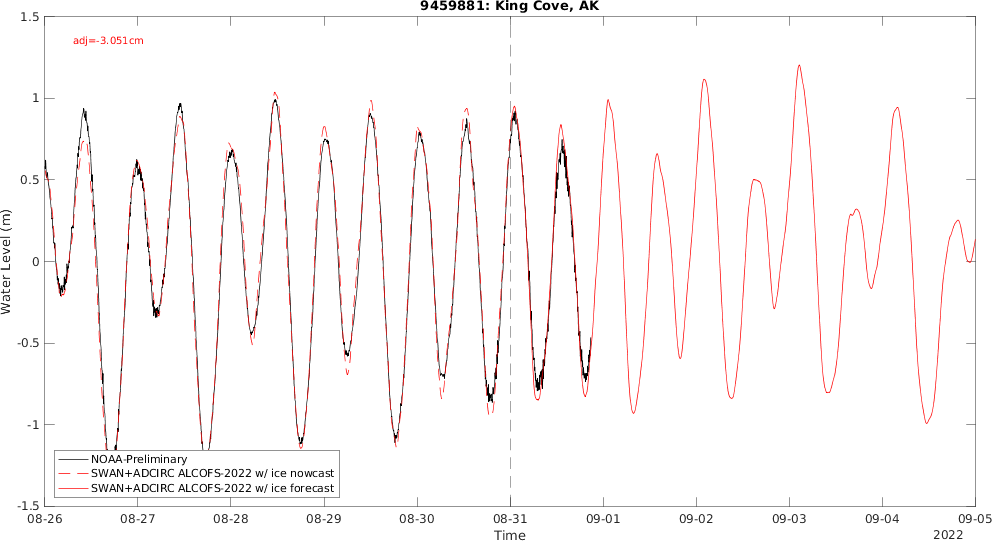 9459881: King Cove, AK
1.5
adj=-3.051cm
1
0.5
0
-0.5
-1
-1.5
Water Level (m)
NOAA-Preliminary
SWAN+ADCIRC ALCOFS-2022 w/ ice nowcast
SWAN+ADCIRC ALCOFS-2022 w/ ice forecast
08-26 08-27 08-28 08-29 08-30 08-31 09-01 09-02 09-03 09-04 09-05
Time
2022